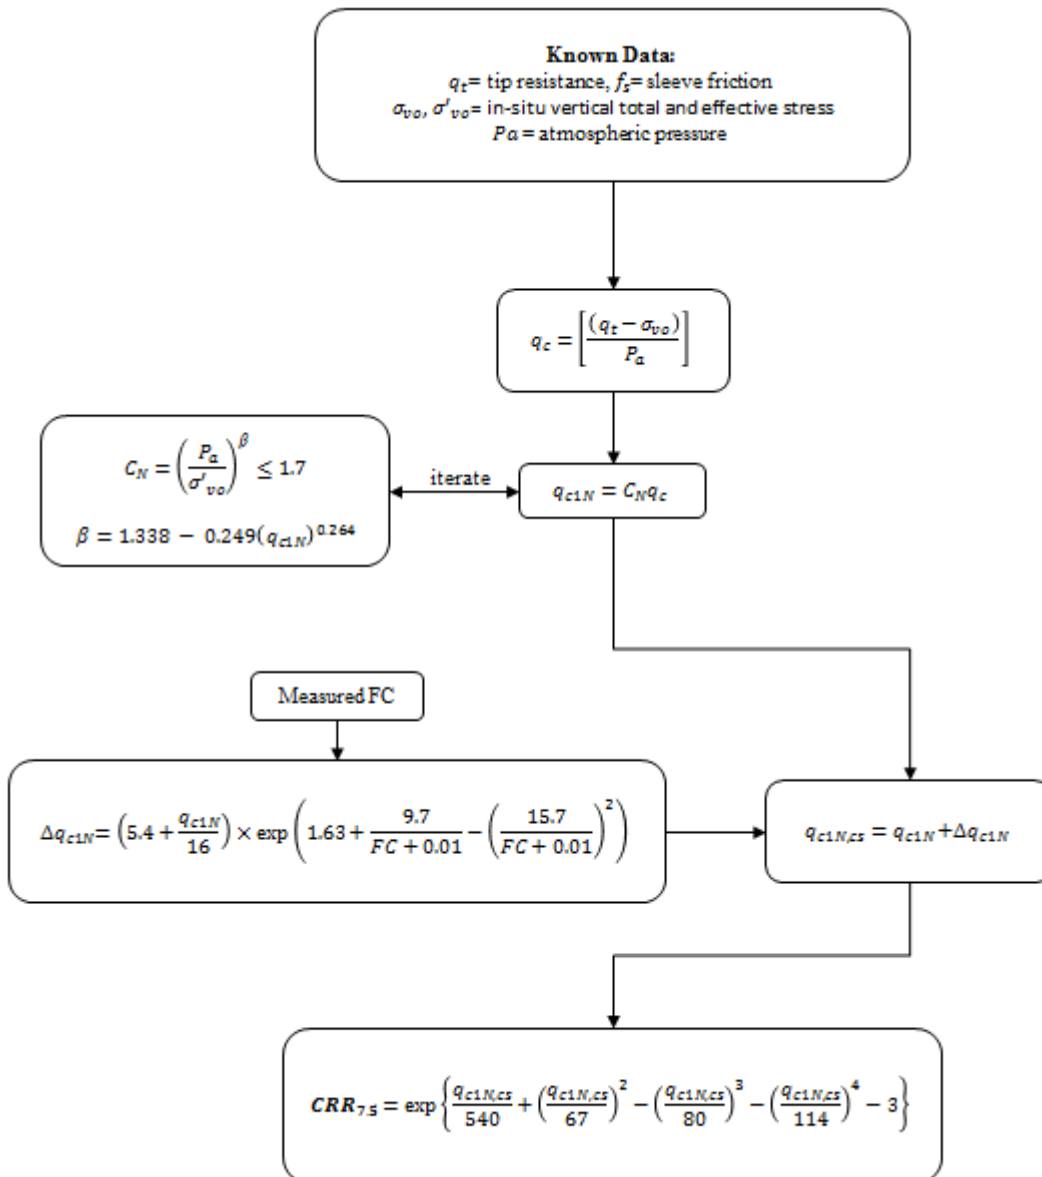 Known Data:
q_t= tip resistance, f_s= sleeve friction
σ_vo, σ'_vo= in-situ vertical total and effective stress
Pa = atmospheric pressure
q_c = [(q_t − σ_vo)/P_a]
C_N = (P_a/σ'_vo)^β ≤ 1.7
iterate
q_c1N = C_N q_c
β = 1.338 − 0.249(q_c1N)^0.264
Measured FC
Δq_c1N= (5.4 + q_c1N/16) × exp(1.63 + 9.7/(FC + 0.01) − (15.7/(FC + 0.01))^2)
q_c1N,cs = q_c1N+Δq_c1N
CRR_7.5 = exp{q_c1N,cs/540 + (q_c1N,cs/67)^2 − (q_c1N,cs/80)^3 − (q_c1N,cs/114)^4 − 3}